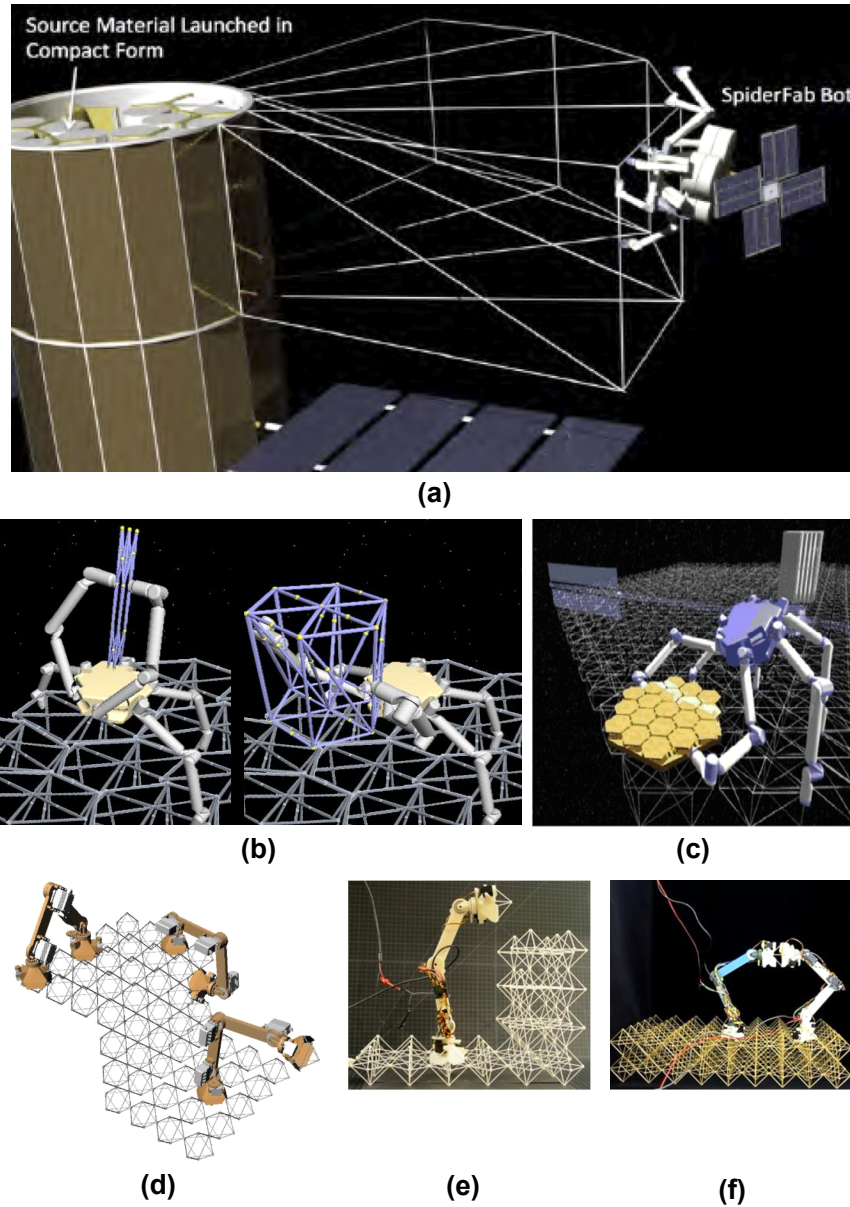 Source Material Launched in
Compact Form
SpiderFab Bot
(a)
(b)
(c)
(d)
(e)
(f)